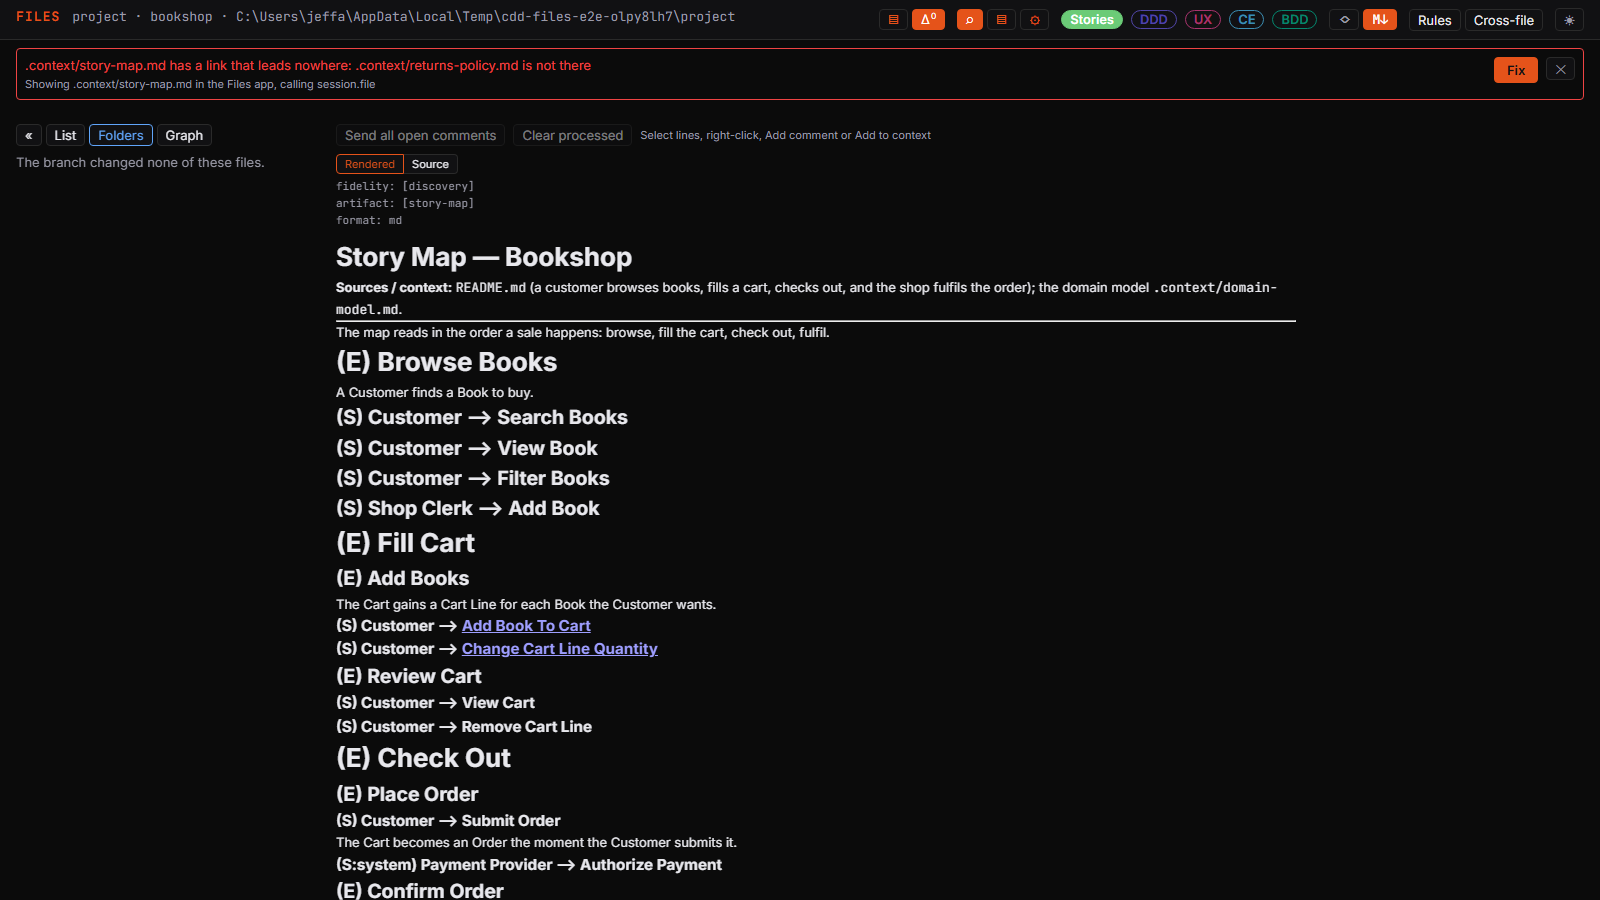 FILES project · bookshop · C:\Users\jeffa\AppData\Local\Temp\cdd-files-e2e-olpy8lh7\project
Δ0
Stories DDD UX CE BDD
M↓ Rules Cross-file
.context/story-map.md has a link that leads nowhere: .context/returns-policy.md is not there
Showing .context/story-map.md in the Files app, calling session.file
Fix
« List Folders Graph
The branch changed none of these files.
Send all open comments Clear processed Select lines, right-click, Add comment or Add to context
Rendered Source
fidelity: [discovery]
artifact: [story-map]
format: md
Story Map — Bookshop
Sources / context: README.md (a customer browses books, fills a cart, checks out, and the shop fulfils the order); the domain model .context/domain-
model.md.
The map reads in the order a sale happens: browse, fill the cart, check out, fulfil.
(E) Browse Books
A Customer finds a Book to buy.
(S) Customer → Search Books
(S) Customer → View Book
(S) Customer → Filter Books
(S) Shop Clerk → Add Book
(E) Fill Cart
(E) Add Books
The Cart gains a Cart Line for each Book the Customer wants.
(S) Customer → Add Book To Cart
(S) Customer → Change Cart Line Quantity
(E) Review Cart
(S) Customer → View Cart
(S) Customer → Remove Cart Line
(E) Check Out
(E) Place Order
(S) Customer → Submit Order
The Cart becomes an Order the moment the Customer submits it.
(S:system) Payment Provider → Authorize Payment
(E) Confirm Order